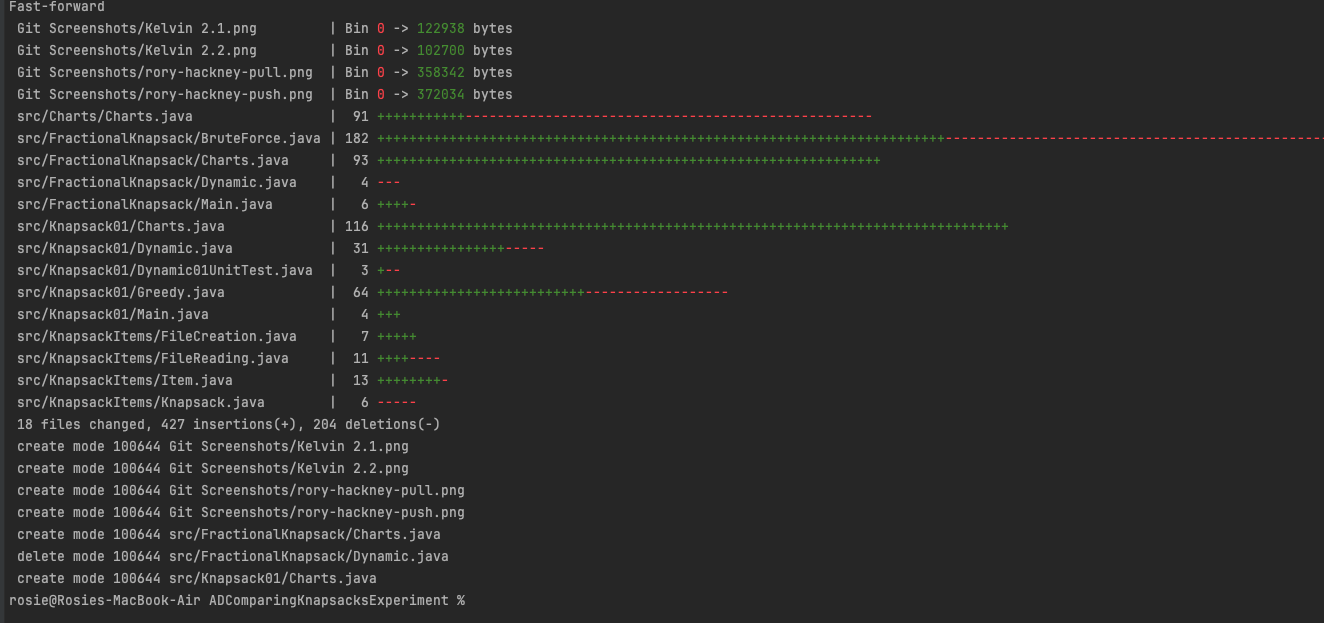 Fast-forward
Git Screenshots/Kelvin 2.1.png | Bin 0 -> 122938 bytes
Git Screenshots/Kelvin 2.2.png | Bin 0 -> 102700 bytes
Git Screenshots/rory-hackney-pull.png | Bin 0 -> 358342 bytes
Git Screenshots/rory-hackney-push.png | Bin 0 -> 372034 bytes
src/Charts/Charts.java | 91 +++++++++++---------------------------------------------------
src/FractionalKnapsack/BruteForce.java | 182 +++++++++++++++++++++++++++++++++++++++++++++++++++++++++++++++++++++++------------------------------------------------
src/FractionalKnapsack/Charts.java | 93 +++++++++++++++++++++++++++++++++++++++++++++++++++++++++++++++
src/FractionalKnapsack/Dynamic.java | 4 ---
src/FractionalKnapsack/Main.java | 6 ++++-
src/Knapsack01/Charts.java | 116 +++++++++++++++++++++++++++++++++++++++++++++++++++++++++++++++++++++++++++++++
src/Knapsack01/Dynamic.java | 31 ++++++++++++++++-----
src/Knapsack01/Dynamic01UnitTest.java | 3 +--
src/Knapsack01/Greedy.java | 64 ++++++++++++++++++++++++++------------------
src/Knapsack01/Main.java | 4 +++
src/KnapsackItems/FileCreation.java | 7 +++++
src/KnapsackItems/FileReading.java | 11 ++++----
src/KnapsackItems/Item.java | 13 ++++++++-
src/KnapsackItems/Knapsack.java | 6 -----
18 files changed, 427 insertions(+), 204 deletions(-)
create mode 100644 Git Screenshots/Kelvin 2.1.png
create mode 100644 Git Screenshots/Kelvin 2.2.png
create mode 100644 Git Screenshots/rory-hackney-pull.png
create mode 100644 Git Screenshots/rory-hackney-push.png
create mode 100644 src/FractionalKnapsack/Charts.java
delete mode 100644 src/FractionalKnapsack/Dynamic.java
create mode 100644 src/Knapsack01/Charts.java
rosie@Rosies-MacBook-Air ADComparingKnapsacksExperiment %